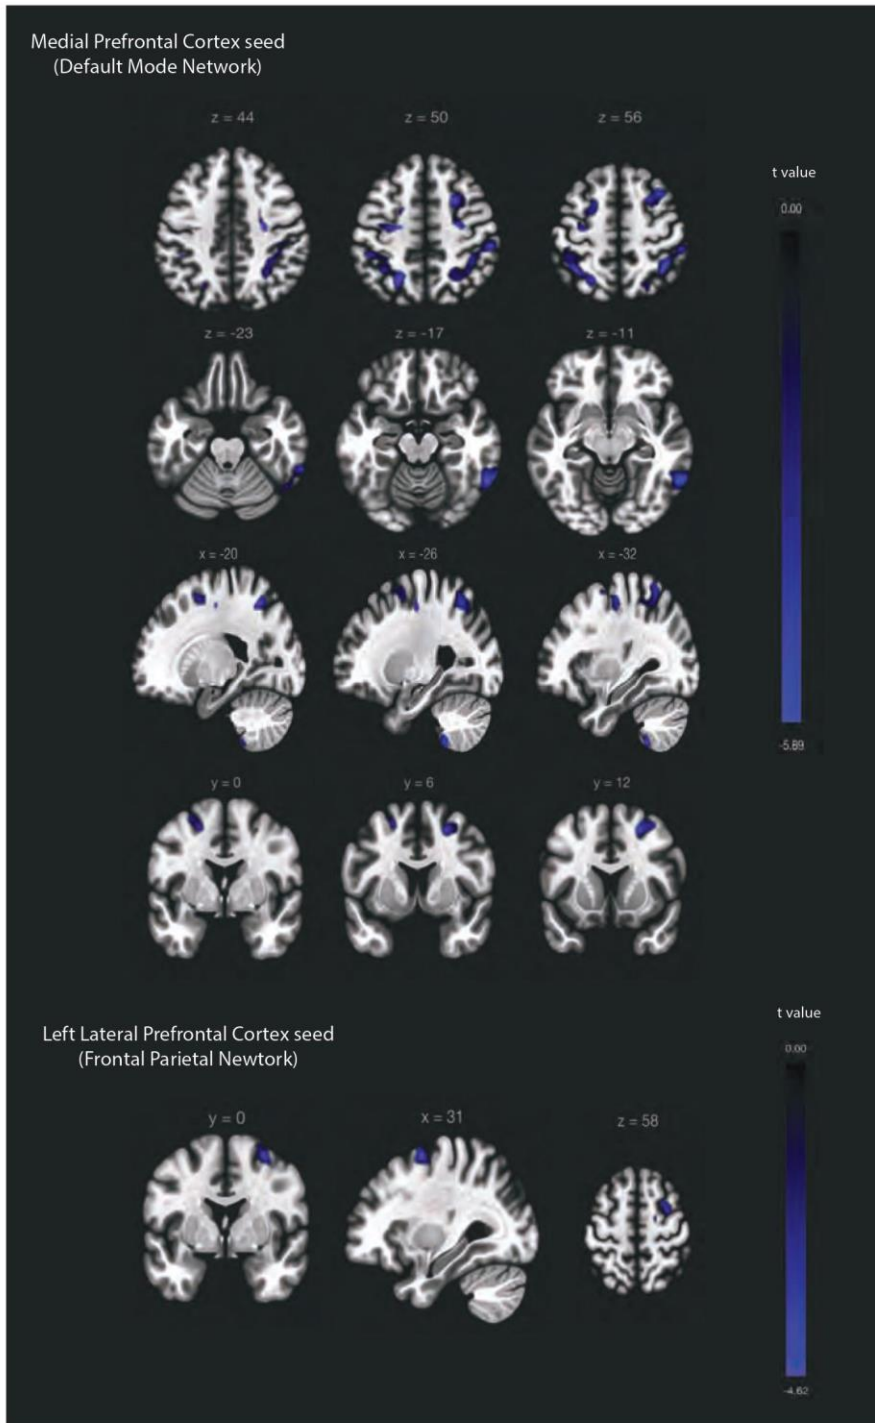 Medial Prefrontal Cortex seed
(Default Mode Network)
z = 44
z = 50
z = 56
t value
0.00
z = -23
z = -17
z = -11
x = -20
x = -26
x = -32
-5.89
y = 0
y = 6
y = 12
Left Lateral Prefrontal Cortex seed
(Frontal Parietal Newtork)
t value
0.00
y = 0
x = 31
z = 58
-4.62